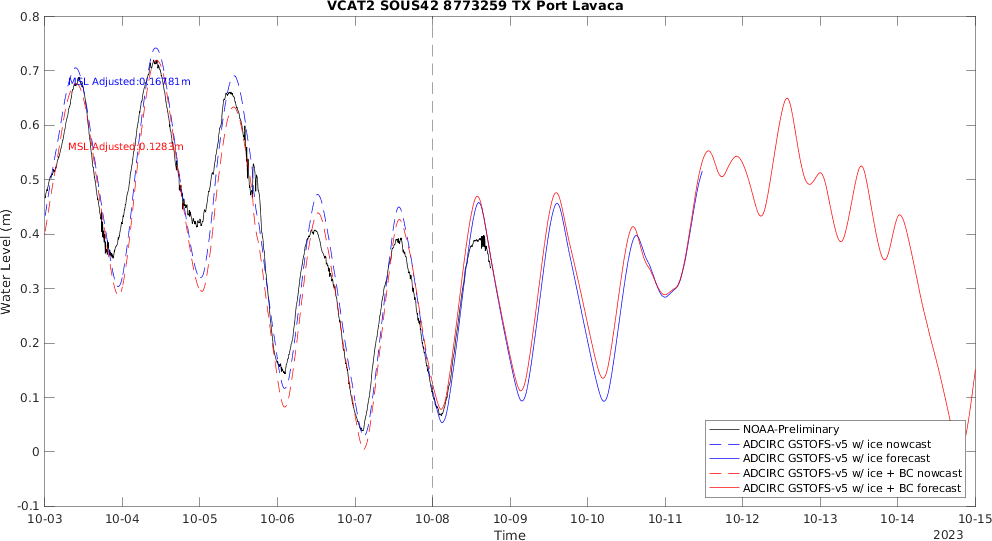 VCAT2 SOUS42 8773259 TX Port Lavaca
0.8
0.7
0.6
0.5
0.4
0.3
0.2
0.1
0
-0.1
Water Level (m)
MSL Adjusted:0.16781m
MSL Adjusted:0.1283m
NOAA-Preliminary
ADCIRC GSTOFS-v5 w/ ice nowcast
ADCIRC GSTOFS-v5 w/ ice forecast
ADCIRC GSTOFS-v5 w/ ice + BC nowcast
ADCIRC GSTOFS-v5 w/ ice + BC forecast
10-03 10-04 10-05 10-06 10-07 10-08 10-09 10-10 10-11 10-12 10-13 10-14 10-15
Time
2023